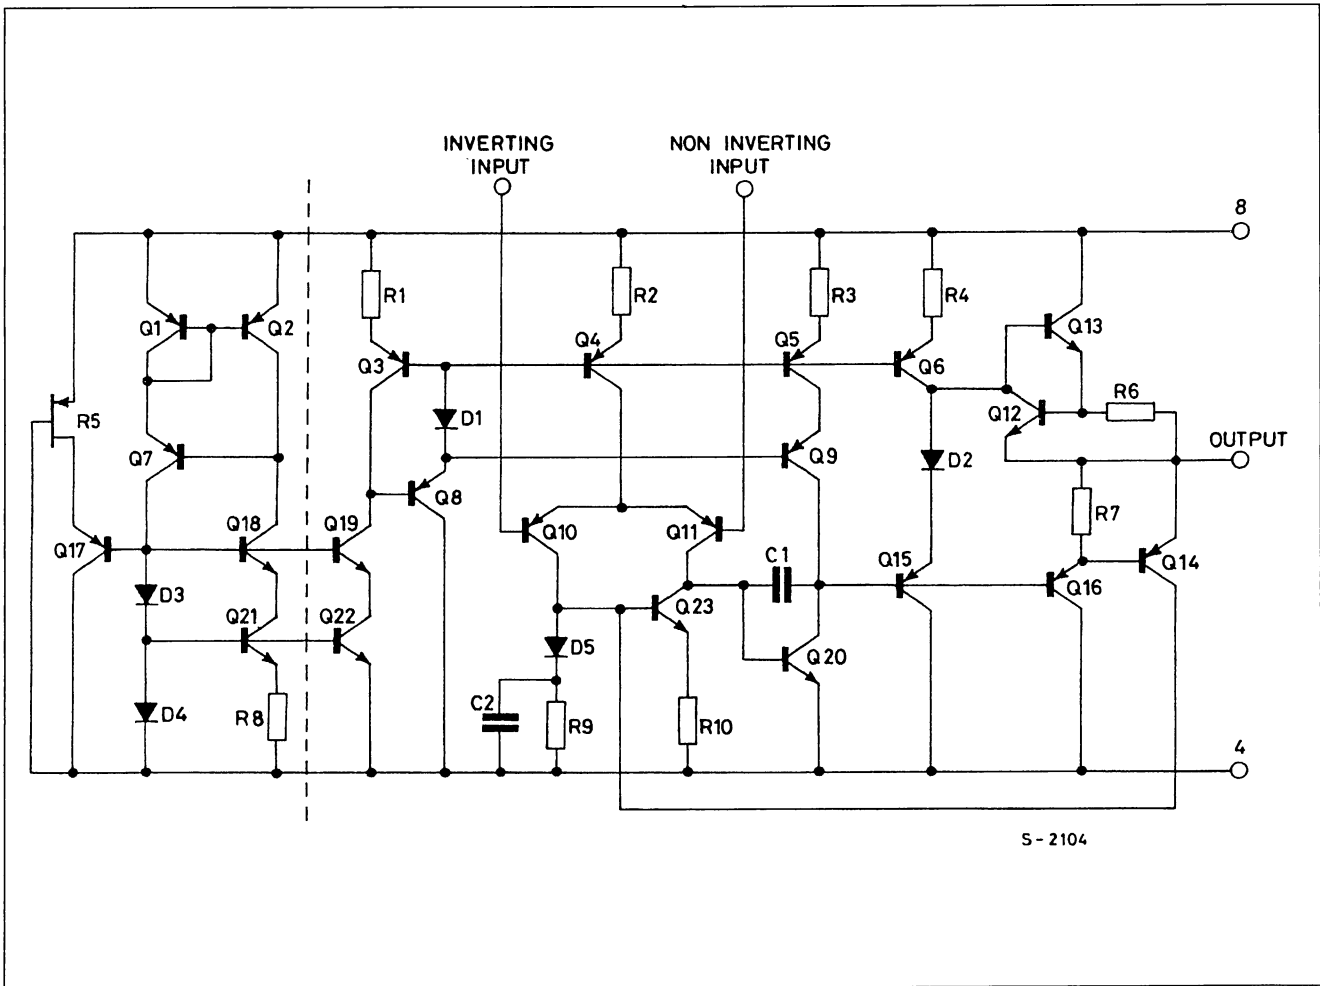 INVERTING
INPUT
NON INVERTING
INPUT
8
R1
R2
R3
R4
Q1
Q2
Q3
Q4
Q5
Q6
Q13
R5
D1
Q12
R6
OUTPUT
Q7
Q8
Q9
D2
R7
Q17
Q18
Q19
Q10
Q11
C1
Q15
Q16
Q14
D3
Q21
Q22
D5
Q23
Q20
D4
R8
C2
R9
R10
4
S-2104